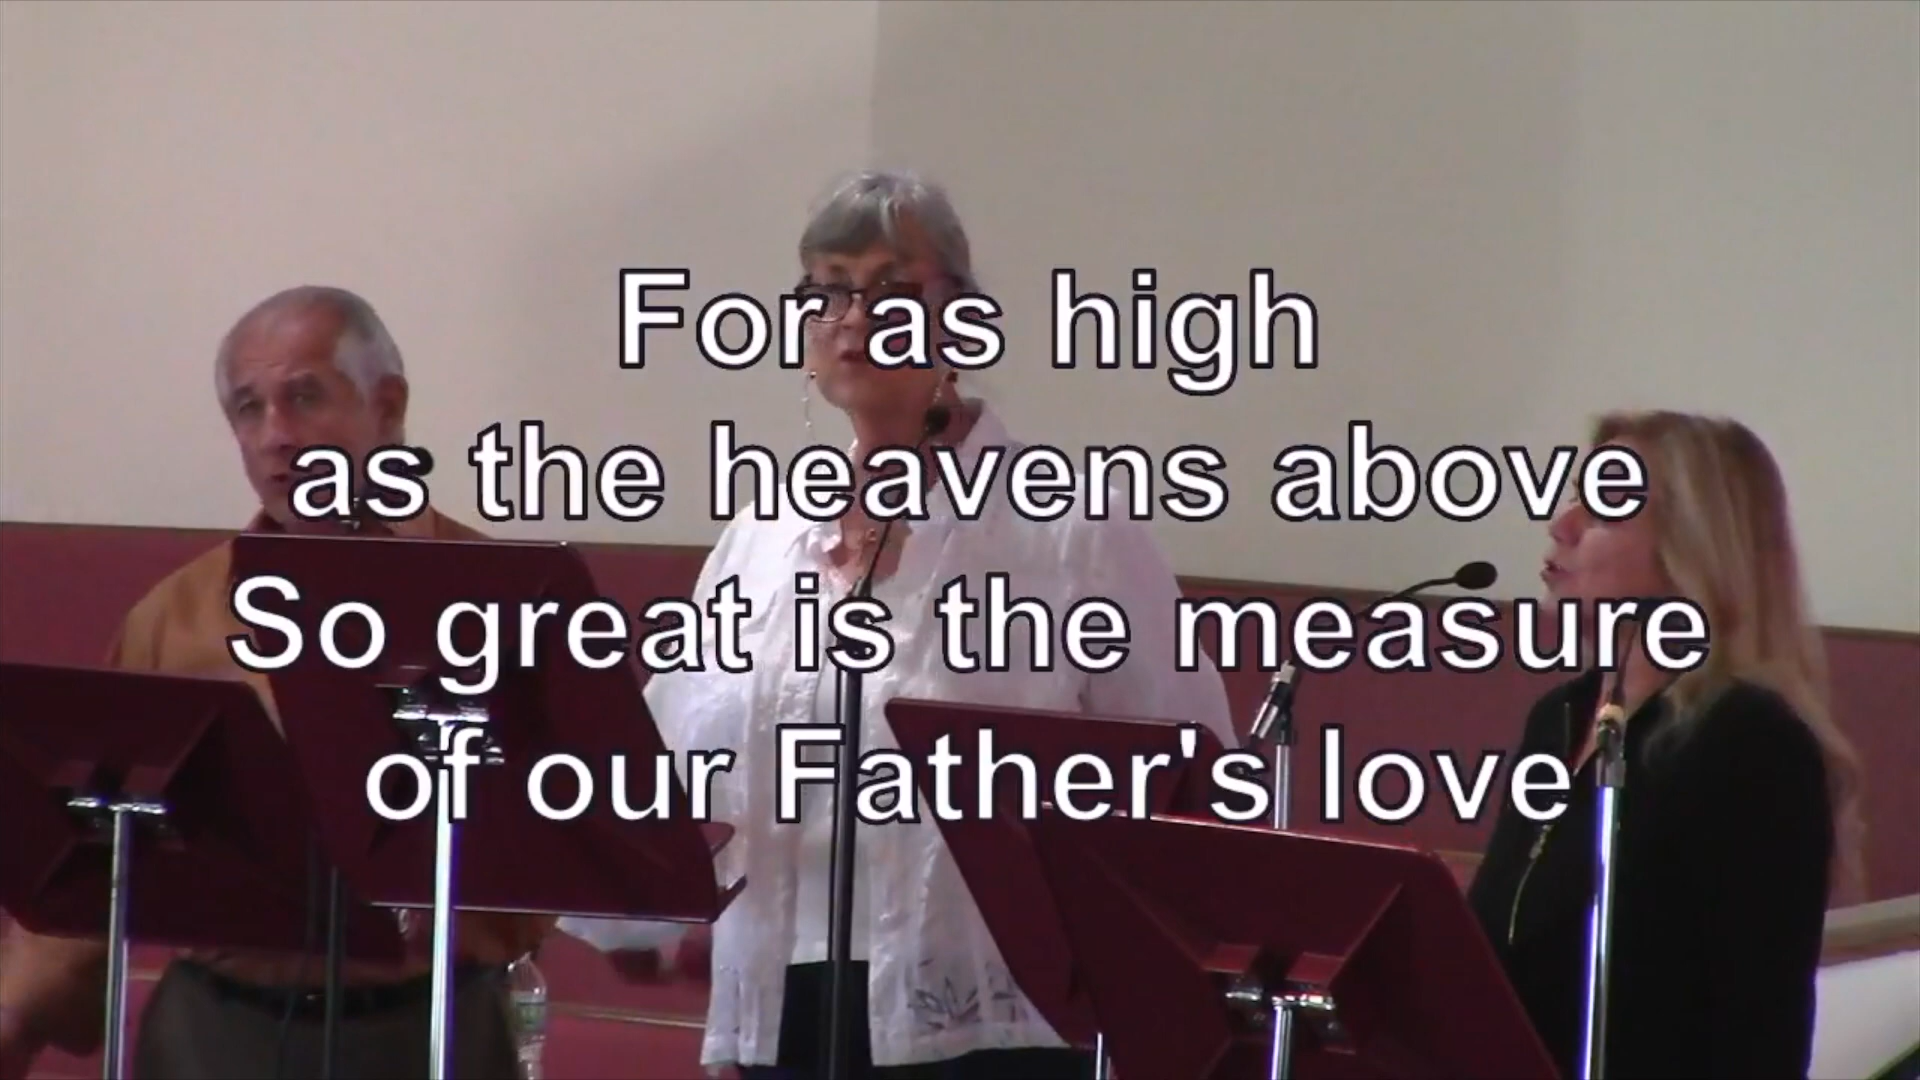 For as high
as the heavens above
So great is the measure
of our Father's love